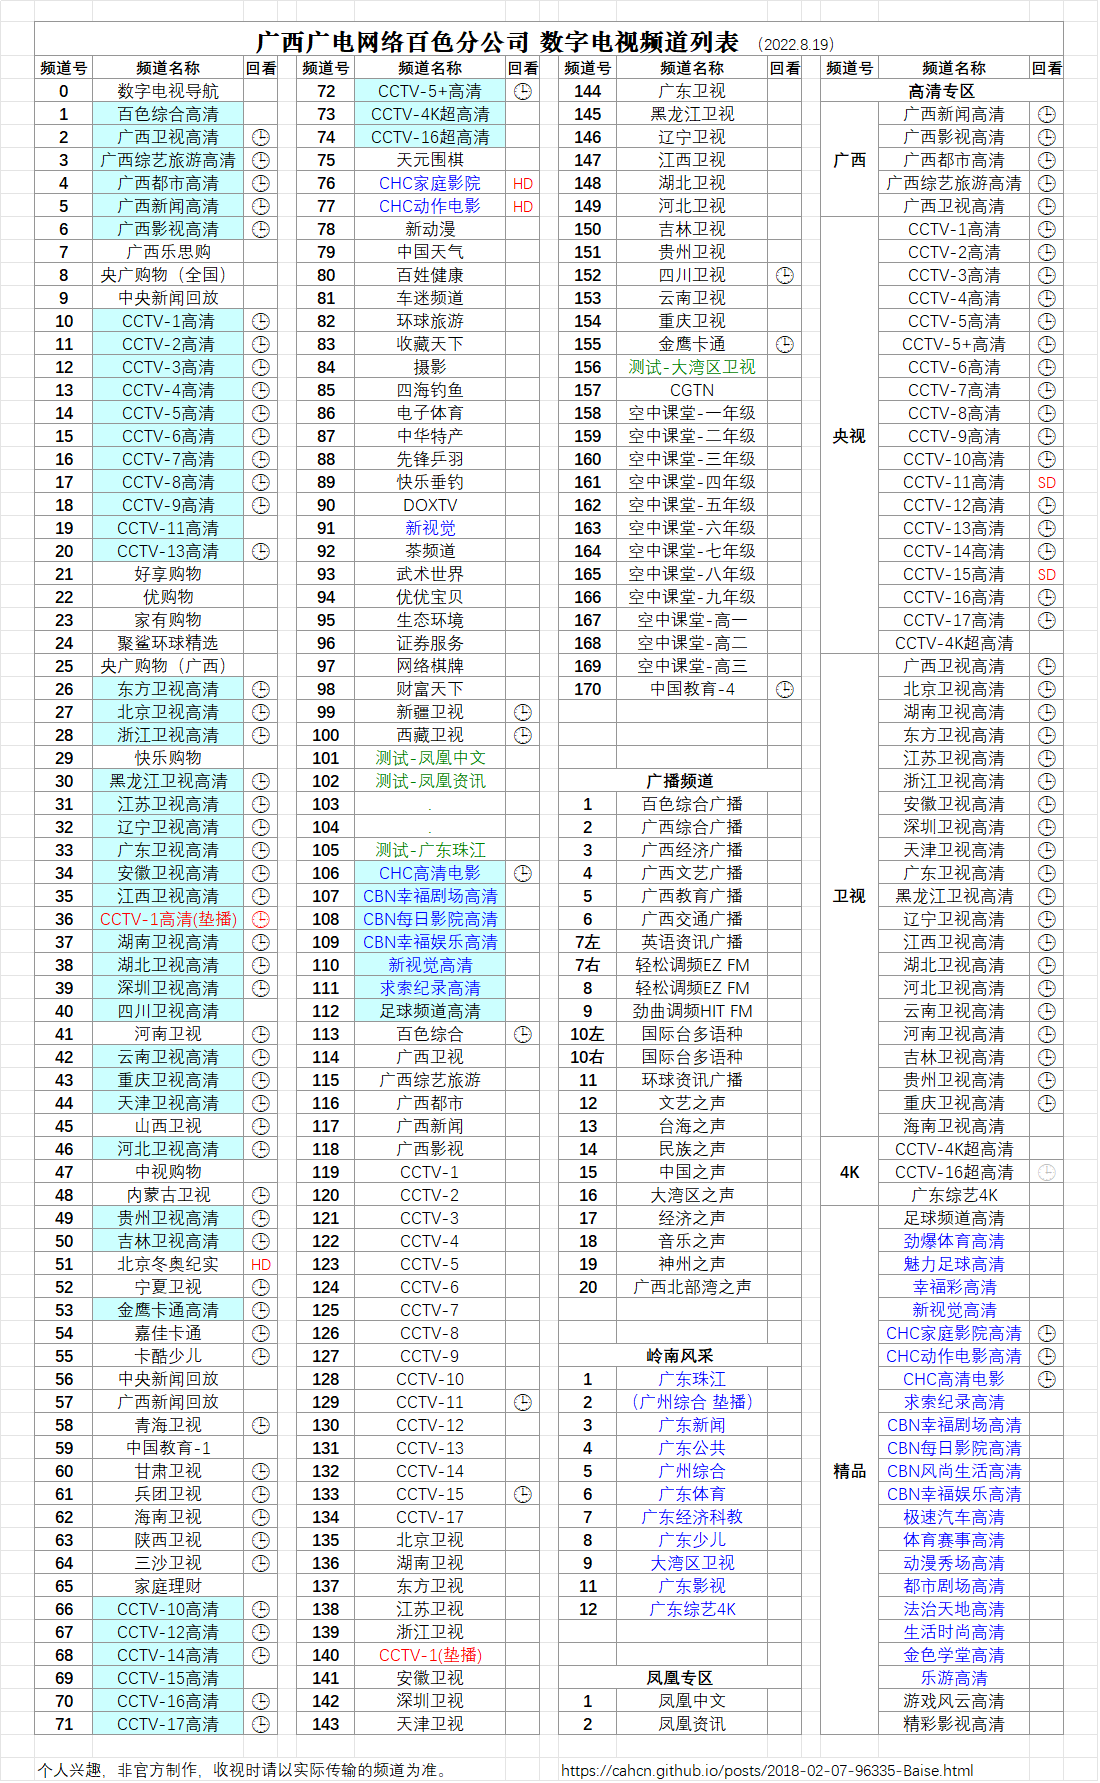 广西广电网络百色分公司 数字电视频道列表 （2022.8.19）
频道号 频道名称 回看
0 数字电视导航
1 百色综合高清
2 广西卫视高清
3 广西综艺旅游高清
4 广西都市高清
5 广西新闻高清
6 广西影视高清
7 广西乐思购
8 央广购物（全国）
9 中央新闻回放
10 CCTV-1高清
11 CCTV-2高清
12 CCTV-3高清
13 CCTV-4高清
14 CCTV-5高清
15 CCTV-6高清
16 CCTV-7高清
17 CCTV-8高清
18 CCTV-9高清
19 CCTV-11高清
20 CCTV-13高清
21 好享购物
22 优购物
23 家有购物
24 聚鲨环球精选
25 央广购物（广西）
26 东方卫视高清
27 北京卫视高清
28 浙江卫视高清
29 快乐购物
30 黑龙江卫视高清
31 江苏卫视高清
32 辽宁卫视高清
33 广东卫视高清
34 安徽卫视高清
35 江西卫视高清
36 CCTV-1高清(垫播)
37 湖南卫视高清
38 湖北卫视高清
39 深圳卫视高清
40 四川卫视高清
41 河南卫视
42 云南卫视高清
43 重庆卫视高清
44 天津卫视高清
45 山西卫视
46 河北卫视高清
47 中视购物
48 内蒙古卫视
49 贵州卫视高清
50 吉林卫视高清
51 北京冬奥纪实 HD
52 宁夏卫视
53 金鹰卡通高清
54 嘉佳卡通
55 卡酷少儿
56 中央新闻回放
57 广西新闻回放
58 青海卫视
59 中国教育-1
60 甘肃卫视
61 兵团卫视
62 海南卫视
63 陕西卫视
64 三沙卫视
65 家庭理财
66 CCTV-10高清
67 CCTV-12高清
68 CCTV-14高清
69 CCTV-15高清
70 CCTV-16高清
71 CCTV-17高清
频道号 频道名称 回看
72 CCTV-5+高清
73 CCTV-4K超高清
74 CCTV-16超高清
75 天元围棋
76 CHC家庭影院 HD
77 CHC动作电影 HD
78 新动漫
79 中国天气
80 百姓健康
81 车迷频道
82 环球旅游
83 收藏天下
84 摄影
85 四海钓鱼
86 电子体育
87 中华特产
88 先锋乒羽
89 快乐垂钓
90 DOXTV
91 新视觉
92 茶频道
93 武术世界
94 优优宝贝
95 生态环境
96 证券服务
97 网络棋牌
98 财富天下
99 新疆卫视
100 西藏卫视
101 测试-凤凰中文
102 测试-凤凰资讯
103 .
104 .
105 测试-广东珠江
106 CHC高清电影
107 CBN幸福剧场高清
108 CBN每日影院高清
109 CBN幸福娱乐高清
110 新视觉高清
111 求索纪录高清
112 足球频道高清
113 百色综合
114 广西卫视
115 广西综艺旅游
116 广西都市
117 广西新闻
118 广西影视
119 CCTV-1
120 CCTV-2
121 CCTV-3
122 CCTV-4
123 CCTV-5
124 CCTV-6
125 CCTV-7
126 CCTV-8
127 CCTV-9
128 CCTV-10
129 CCTV-11
130 CCTV-12
131 CCTV-13
132 CCTV-14
133 CCTV-15
134 CCTV-17
135 北京卫视
136 湖南卫视
137 东方卫视
138 江苏卫视
139 浙江卫视
140 CCTV-1(垫播)
141 安徽卫视
142 深圳卫视
143 天津卫视
频道号 频道名称 回看
144 广东卫视
145 黑龙江卫视
146 辽宁卫视
147 江西卫视
148 湖北卫视
149 河北卫视
150 吉林卫视
151 贵州卫视
152 四川卫视
153 云南卫视
154 重庆卫视
155 金鹰卡通
156 测试-大湾区卫视
157 CGTN
158 空中课堂-一年级
159 空中课堂-二年级
160 空中课堂-三年级
161 空中课堂-四年级
162 空中课堂-五年级
163 空中课堂-六年级
164 空中课堂-七年级
165 空中课堂-八年级
166 空中课堂-九年级
167 空中课堂-高一
168 空中课堂-高二
169 空中课堂-高三
170 中国教育-4
广播频道
1 百色综合广播
2 广西综合广播
3 广西经济广播
4 广西文艺广播
5 广西教育广播
6 广西交通广播
7左 英语资讯广播
7右 轻松调频EZ FM
8 轻松调频EZ FM
9 劲曲调频HIT FM
10左 国际台多语种
10右 国际台多语种
11 环球资讯广播
12 文艺之声
13 台海之声
14 民族之声
15 中国之声
16 大湾区之声
17 经济之声
18 音乐之声
19 神州之声
20 广西北部湾之声
岭南风采
1 广东珠江
2 （广州综合 垫播）
3 广东新闻
4 广东公共
5 广州综合
6 广东体育
7 广东经济科教
8 广东少儿
9 大湾区卫视
11 广东影视
12 广东综艺4K
凤凰专区
1 凤凰中文
2 凤凰资讯
频道号 频道名称 回看
高清专区
广西
广西新闻高清
广西影视高清
广西都市高清
广西综艺旅游高清
广西卫视高清
央视
CCTV-1高清
CCTV-2高清
CCTV-3高清
CCTV-4高清
CCTV-5高清
CCTV-5+高清
CCTV-6高清
CCTV-7高清
CCTV-8高清
CCTV-9高清
CCTV-10高清
CCTV-11高清 SD
CCTV-12高清
CCTV-13高清
CCTV-14高清
CCTV-15高清 SD
CCTV-16高清
CCTV-17高清
CCTV-4K超高清
卫视
广西卫视高清
北京卫视高清
湖南卫视高清
东方卫视高清
江苏卫视高清
浙江卫视高清
安徽卫视高清
深圳卫视高清
天津卫视高清
广东卫视高清
黑龙江卫视高清
辽宁卫视高清
江西卫视高清
湖北卫视高清
河北卫视高清
云南卫视高清
河南卫视高清
吉林卫视高清
贵州卫视高清
重庆卫视高清
海南卫视高清
4K
CCTV-4K超高清
CCTV-16超高清
广东综艺4K
精品
足球频道高清
劲爆体育高清
魅力足球高清
幸福彩高清
新视觉高清
CHC家庭影院高清
CHC动作电影高清
CHC高清电影
求索纪录高清
CBN幸福剧场高清
CBN每日影院高清
CBN风尚生活高清
CBN幸福娱乐高清
极速汽车高清
体育赛事高清
动漫秀场高清
都市剧场高清
法治天地高清
生活时尚高清
金色学堂高清
乐游高清
游戏风云高清
精彩影视高清
个人兴趣，非官方制作，收视时请以实际传输的频道为准。
https://cahcn.github.io/posts/2018-02-07-96335-Baise.html